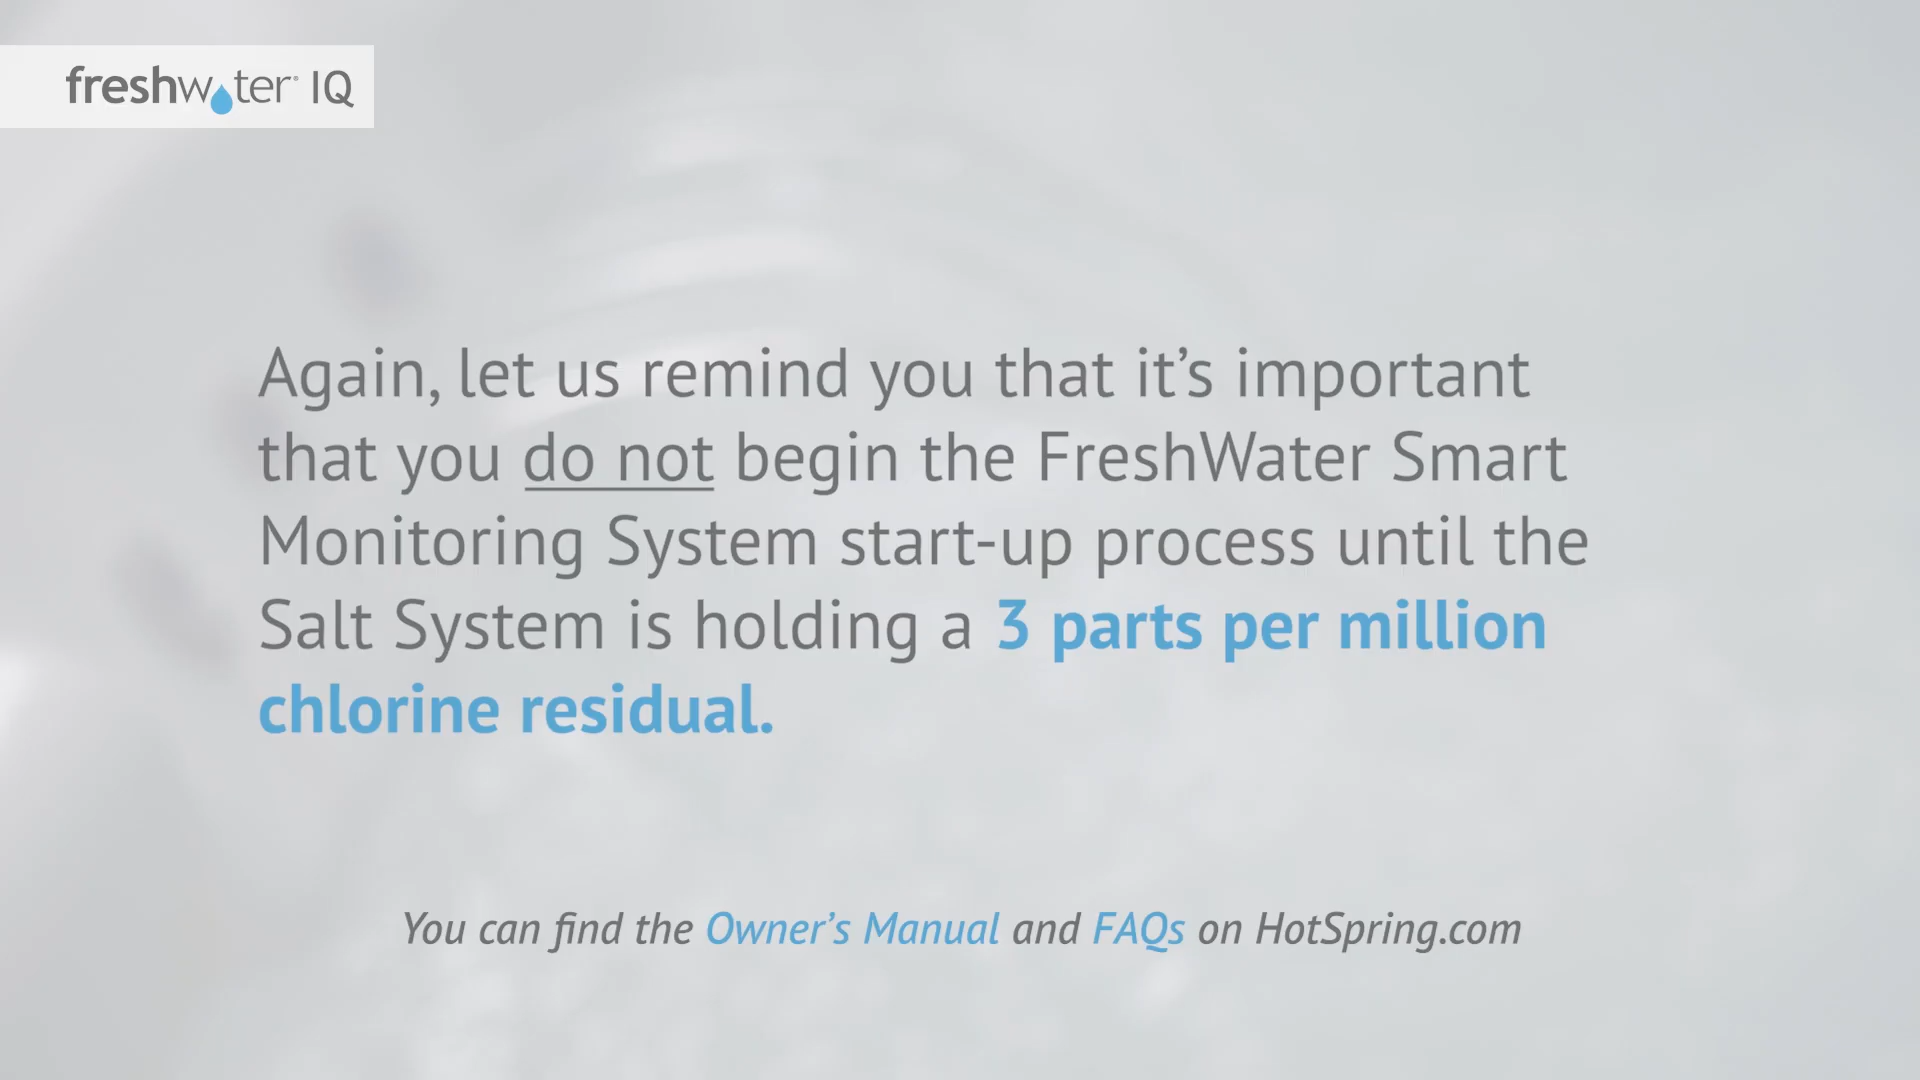 freshwater® IQ
Again, let us remind you that it’s important
that you do not begin the FreshWater Smart
Monitoring System start-up process until the
Salt System is holding a 3 parts per million
chlorine residual.
You can find the Owner’s Manual and FAQs on HotSpring.com